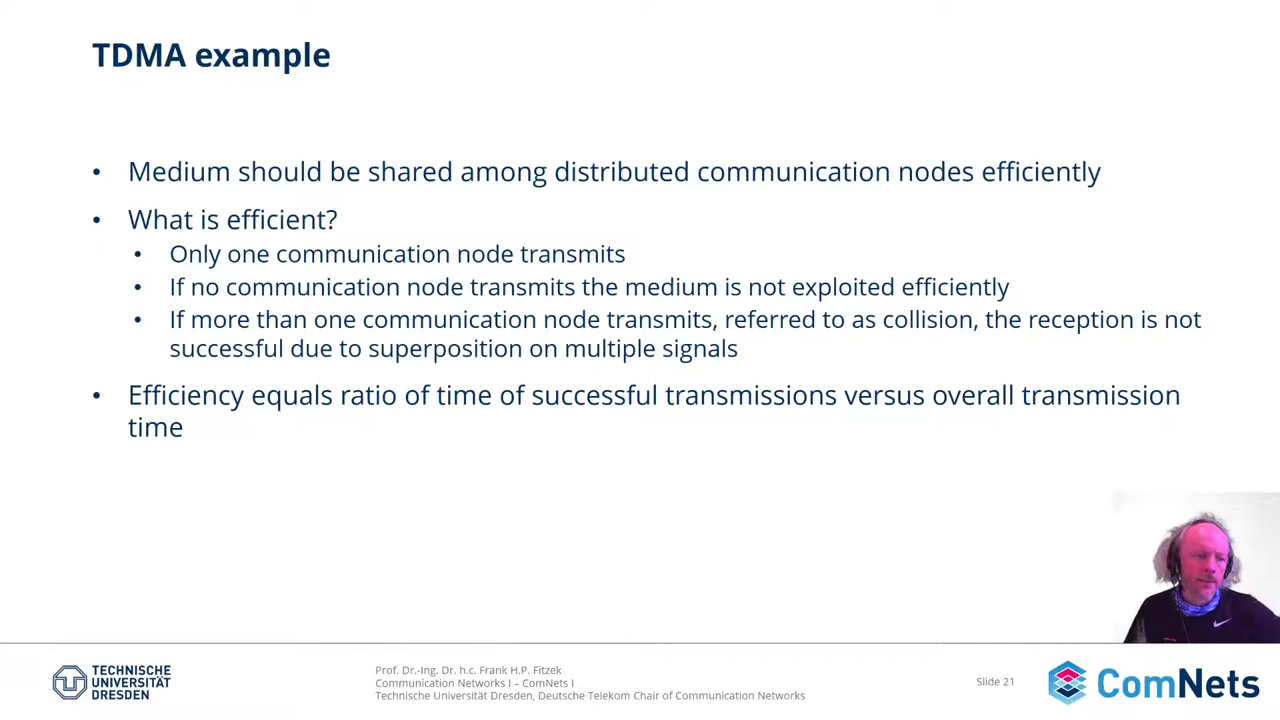 TDMA example
• Medium should be shared among distributed communication nodes efficiently
• What is efficient?
• Only one communication node transmits
• If no communication node transmits the medium is not exploited efficiently
• If more than one communication node transmits, referred to as collision, the reception is not
successful due to superposition on multiple signals
• Efficiency equals ratio of time of successful transmissions versus overall transmission
time
TECHNISCHE
UNIVERSITÄT
DRESDEN
Prof. Dr.-Ing. Dr. h.c. Frank H.P. Fitzek
Communication Networks I – ComNets I
Technische Universität Dresden, Deutsche Telekom Chair of Communication Networks
Slide 21
ComNets